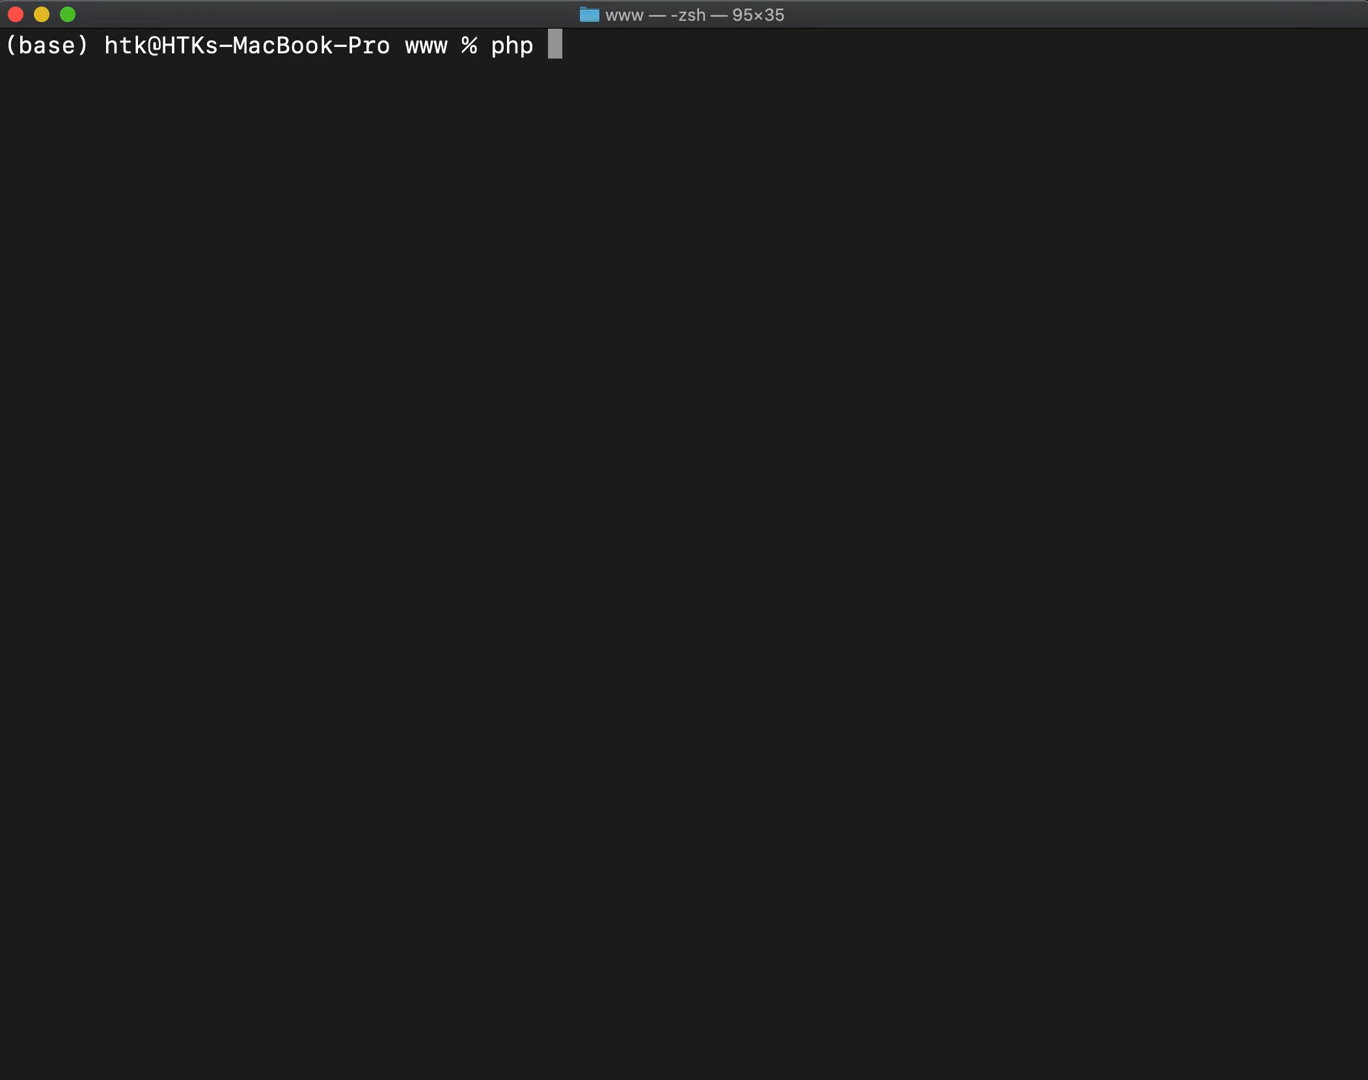 www — -zsh — 95×35
(base) htk@HTKs-MacBook-Pro www % php